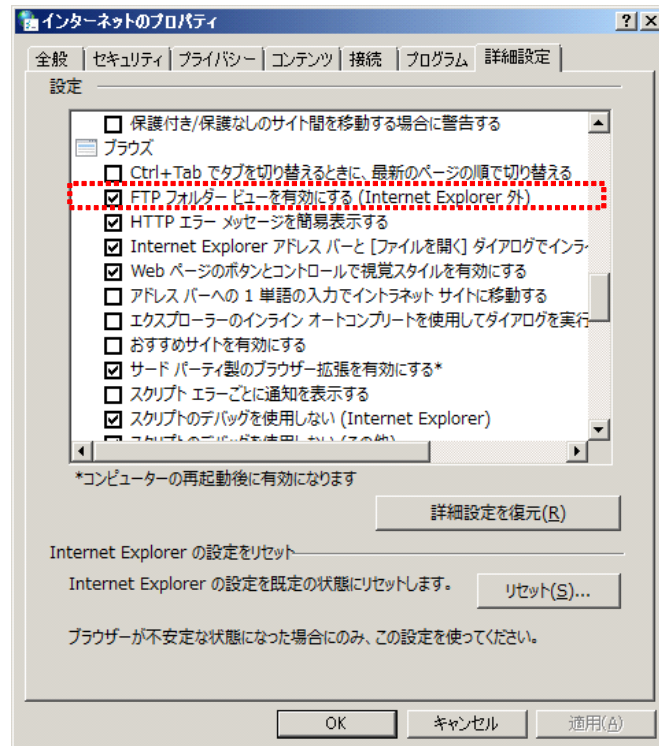 インターネットのプロパティ
全般 セキュリティ プライバシー コンテンツ 接続 プログラム 詳細設定
設定
保護付き/保護なしのサイト間を移動する場合に警告する
ブラウズ
Ctrl+Tab でタブを切り替えるときに、最新のページの順で切り替える
FTP フォルダー ビューを有効にする (Internet Explorer 外)
HTTP エラー メッセージを簡易表示する
Internet Explorer アドレス バーと [ファイルを開く] ダイアログでインライ
Web ページのボタンとコントロールで視覚スタイルを有効にする
アドレス バーへの 1 単語の入力でイントラネット サイトに移動する
エクスプローラーのインライン オートコンプリートを使用してダイアログを実行
おすすめサイトを有効にする
サード パーティ製のブラウザー拡張を有効にする*
スクリプト エラーごとに通知を表示する
スクリプトのデバッグを使用しない (Internet Explorer)
スクリプトのデバッグを使用しない (その他)
*コンピューターの再起動後に有効になります
詳細設定を復元(R)
Internet Explorer の設定をリセット
Internet Explorer の設定を既定の状態にリセットします。
リセット(S)...
ブラウザーが不安定な状態になった場合にのみ、この設定を使ってください。
OK キャンセル 適用(A)